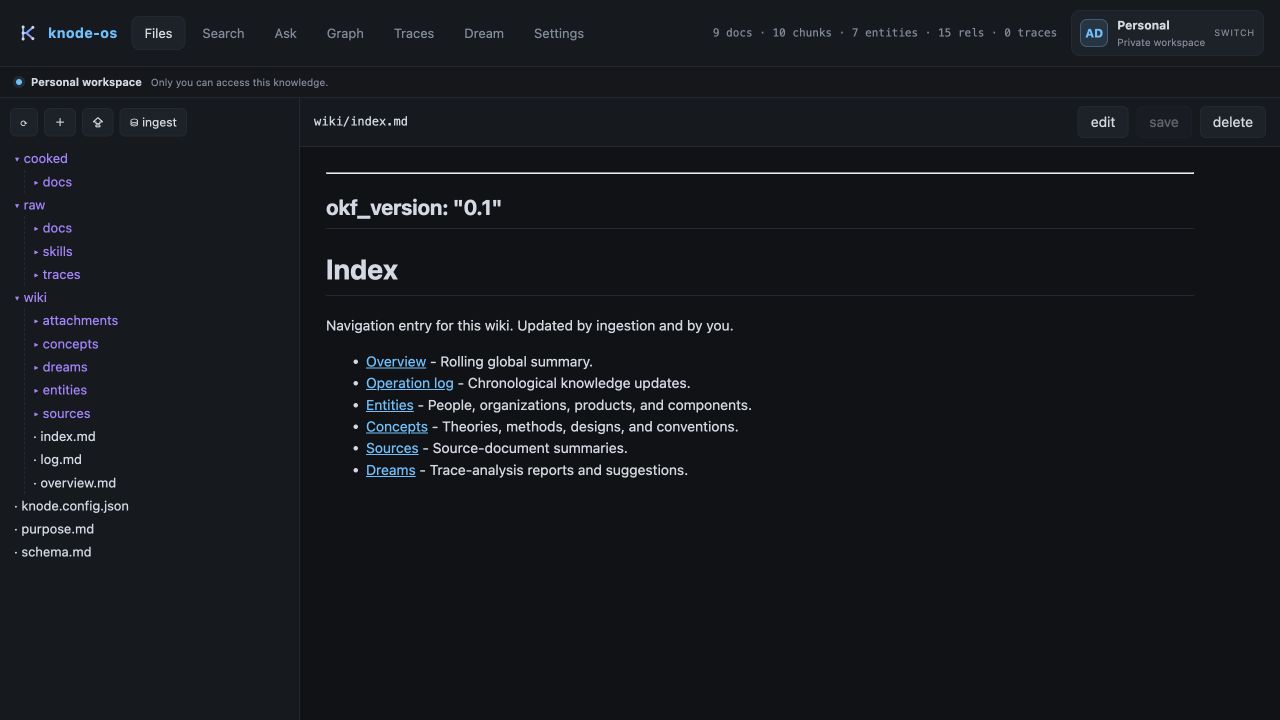 knode-os
Files
Search
Ask
Graph
Traces
Dream
Settings
9 docs · 10 chunks · 7 entities · 15 rels · 0 traces
AD
Personal
Private workspace
SWITCH
Personal workspace
Only you can access this knowledge.
+
ingest
wiki/index.md
edit
save
delete
cooked
docs
raw
docs
skills
traces
wiki
attachments
concepts
dreams
entities
sources
· index.md
· log.md
· overview.md
· knode.config.json
· purpose.md
· schema.md
okf_version: "0.1"
Index
Navigation entry for this wiki. Updated by ingestion and by you.
• Overview - Rolling global summary.
• Operation log - Chronological knowledge updates.
• Entities - People, organizations, products, and components.
• Concepts - Theories, methods, designs, and conventions.
• Sources - Source-document summaries.
• Dreams - Trace-analysis reports and suggestions.